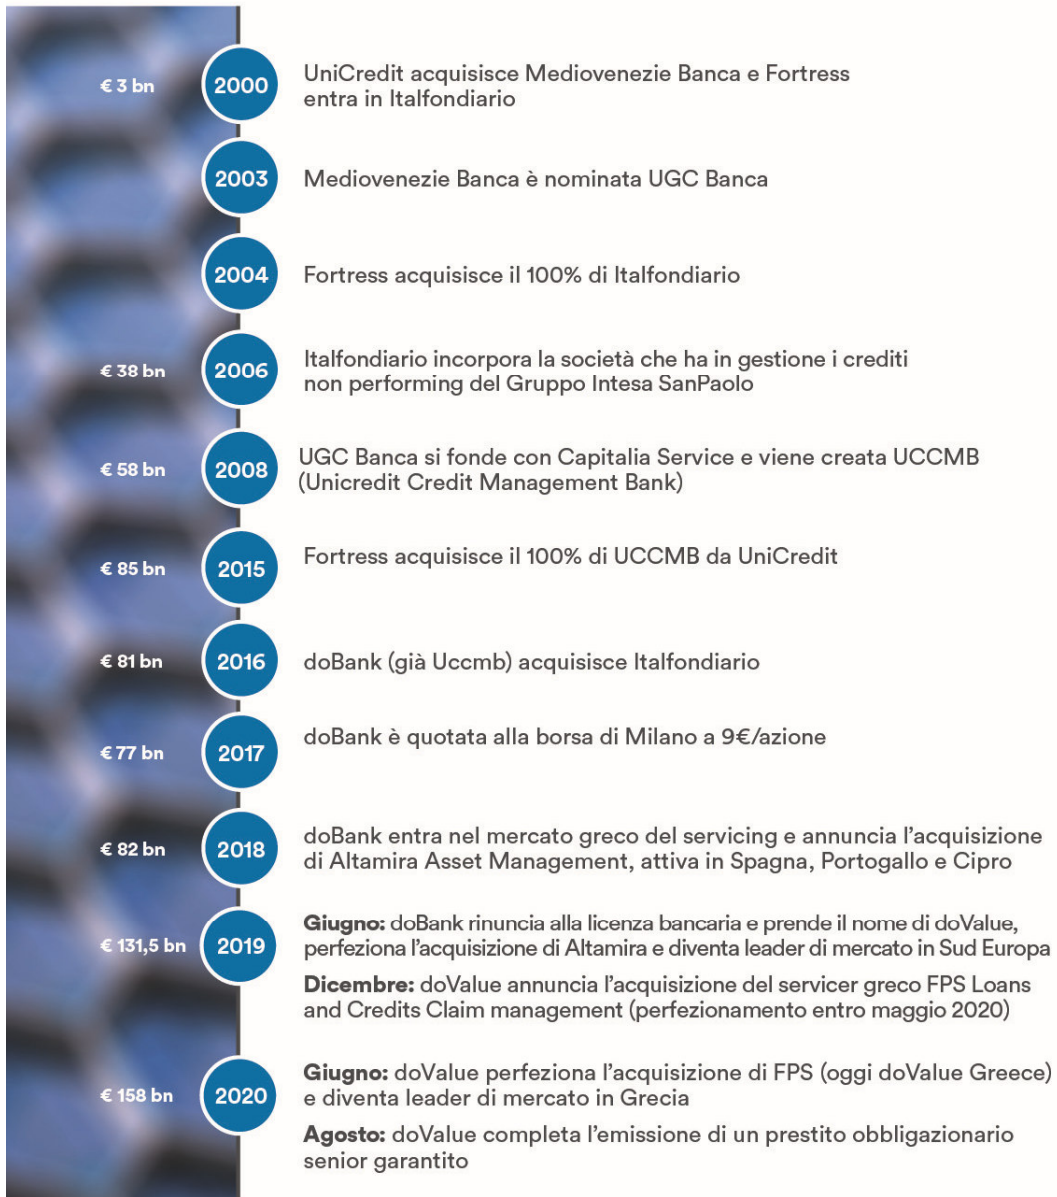 € 3 bn
2000
UniCredit acquisisce Mediovenezie Banca e Fortress
entra in Italfondiario
2003
Mediovenezie Banca è nominata UGC Banca
2004
Fortress acquisisce il 100% di Italfondiario
€ 38 bn
2006
Italfondiario incorpora la società che ha in gestione i crediti
non performing del Gruppo Intesa SanPaolo
€ 58 bn
2008
UGC Banca si fonde con Capitalia Service e viene creata UCCMB
(Unicredit Credit Management Bank)
€ 85 bn
2015
Fortress acquisisce il 100% di UCCMB da UniCredit
€ 81 bn
2016
doBank (già Uccmb) acquisisce Italfondiario
€ 77 bn
2017
doBank è quotata alla borsa di Milano a 9€/azione
€ 82 bn
2018
doBank entra nel mercato greco del servicing e annuncia l’acquisizione
di Altamira Asset Management, attiva in Spagna, Portogallo e Cipro
€ 131,5 bn
2019
Giugno: doBank rinuncia alla licenza bancaria e prende il nome di doValue,
perfeziona l’acquisizione di Altamira e diventa leader di mercato in Sud Europa
Dicembre: doValue annuncia l’acquisizione del servicer greco FPS Loans
and Credits Claim management (perfezionamento entro maggio 2020)
€ 158 bn
2020
Giugno: doValue perfeziona l’acquisizione di FPS (oggi doValue Greece)
e diventa leader di mercato in Grecia
Agosto: doValue completa l’emissione di un prestito obbligazionario
senior garantito